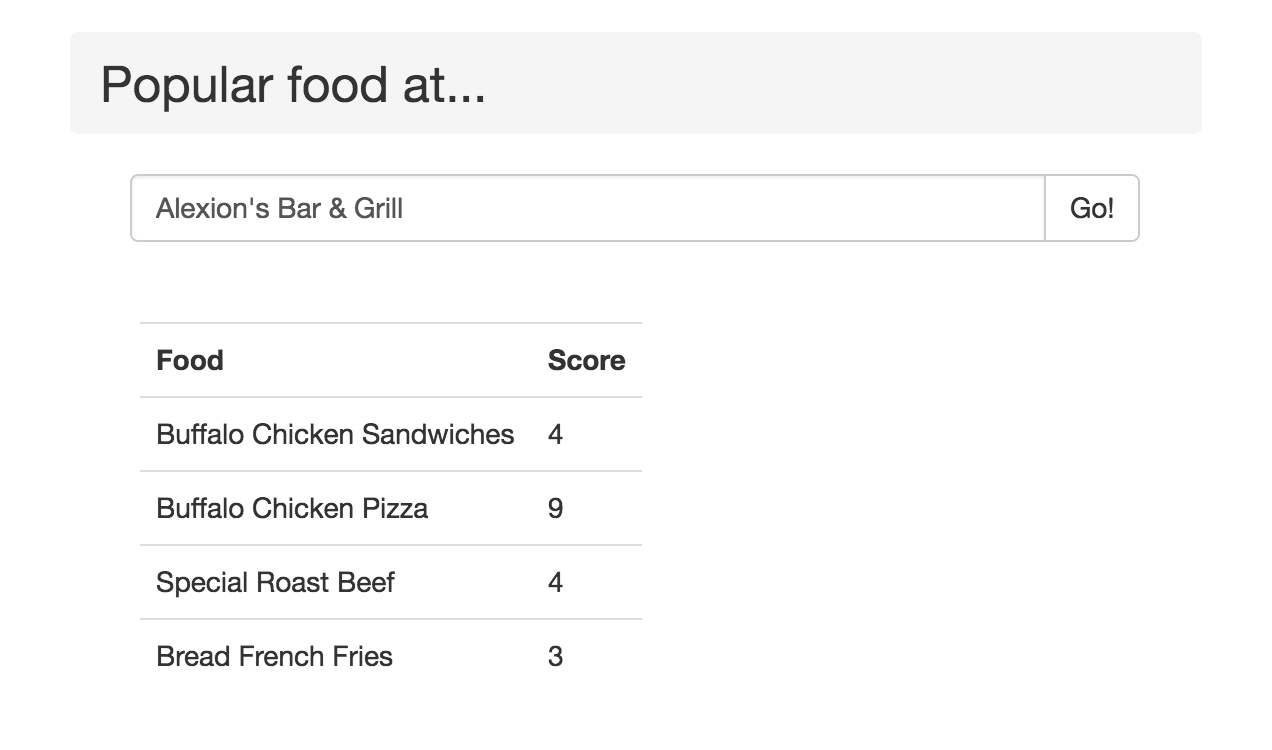 Popular food at...
Alexion's Bar & Grill Go!
Food Score
Buffalo Chicken Sandwiches 4
Buffalo Chicken Pizza 9
Special Roast Beef 4
Bread French Fries 3